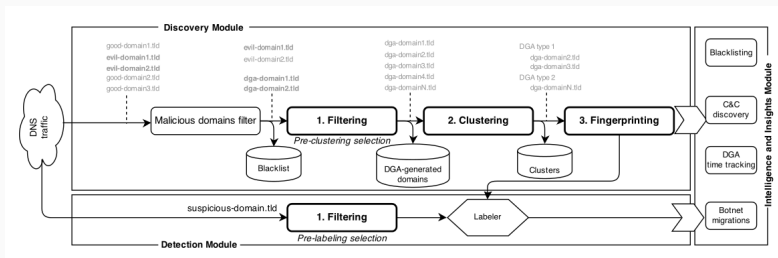 Discovery Module
good-domain1.tld
evil-domain1.tld
evil-domain2.tld
good-domain2.tld
good-domain3.tld
evil-domain1.tld
evil-domain2.tld
dga-domain1.tld
dga-domain2.tld
dga-domain1.tld
dga-domain2.tld
dga-domain3.tld
dga-domain4.tld
dga-domainN.tld
DGA type 1
dga-domain2.tld
dga-domain3.tld
DGA type 2
dga-domainN.tld
DNS
traffic
Malicious domains filter
1. Filtering
2. Clustering
3. Fingerprinting
Pre-clustering selection
Blacklist
DGA-generated
domains
Clusters
suspicious-domain.tld
1. Filtering
Labeler
Pre-labeling selection
Detection Module
Blacklisting
C&C
discovery
DGA
time tracking
Botnet
migrations
Intelligence and Insights Module